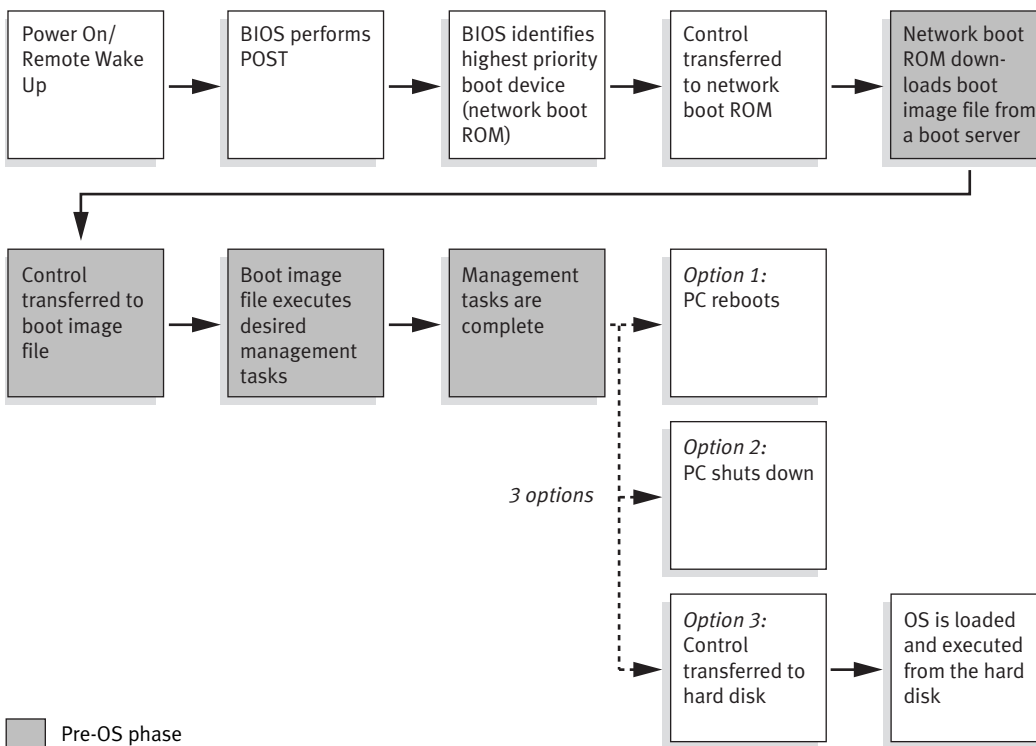 Power On/
Remote Wake
Up
BIOS performs
POST
BIOS identifies
highest priority
boot device
(network boot
ROM)
Control
transferred
to network
boot ROM
Network boot
ROM down-
loads boot
image file from
a boot server
Control
transferred to
boot image
file
Boot image
file executes
desired
management
tasks
Management
tasks are
complete
Option 1:
PC reboots
Option 2:
PC shuts down
3 options
Option 3:
Control
transferred to
hard disk
OS is loaded
and executed
from the hard
disk
Pre-OS phase